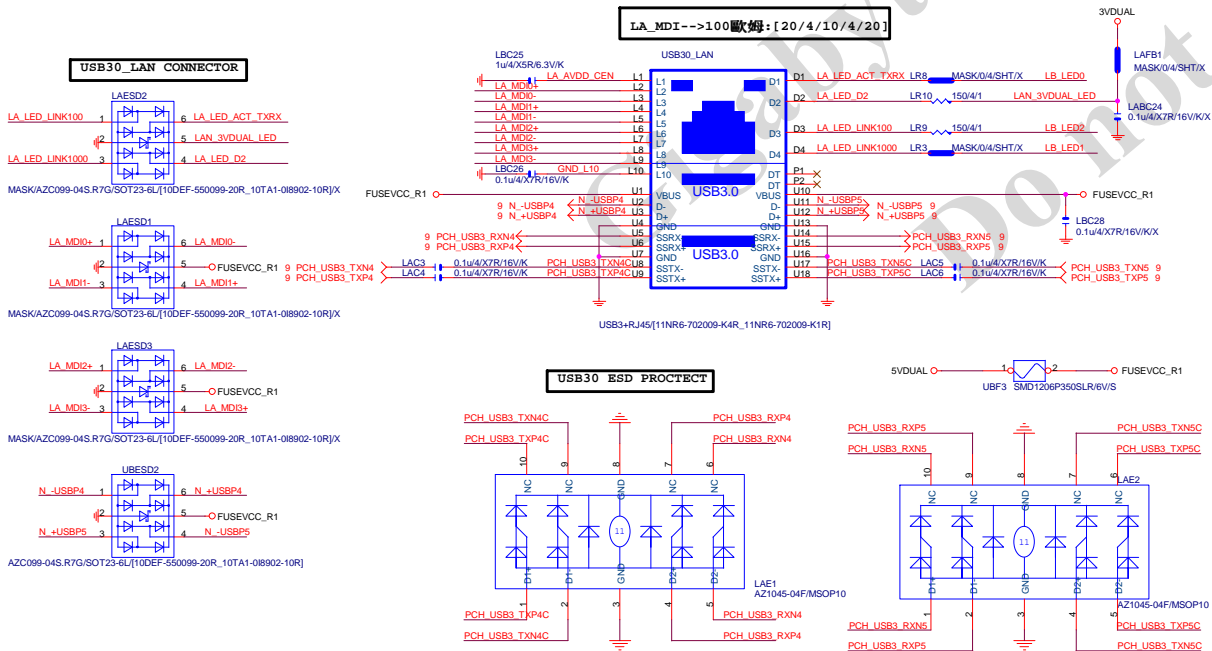 LA_MDI-->100歐姆:[20/4/10/4/20]
USB30_LAN CONNECTOR
LAESD2
LA_LED_LINK100 1 6 LA_LED_ACT_TXRX
2 5 LAN_3VDUAL_LED
LA_LED_LINK1000 3 4 LA_LED_D2
MASK/AZC099-04S.R7G/SOT23-6L/[10DEF-550099-20R_10TA1-0I8902-10R]/X
LAESD1
LA_MDI0+ 1 6 LA_MDI0-
2 5 FUSEVCC_R1
LA_MDI1- 3 4 LA_MDI1+
MASK/AZC099-04S.R7G/SOT23-6L/[10DEF-550099-20R_10TA1-0I8902-10R]/X
LAESD3
LA_MDI2+ 1 6 LA_MDI2-
2 5 FUSEVCC_R1
LA_MDI3- 3 4 LA_MDI3+
MASK/AZC099-04S.R7G/SOT23-6L/[10DEF-550099-20R_10TA1-0I8902-10R]/X
UBESD2
N_-USBP4 1 6 N_+USBP4
2 5 FUSEVCC_R1
N_+USBP5 3 4 N_-USBP5
AZC099-04S.R7G/SOT23-6L/[10DEF-550099-20R_10TA1-0I8902-10R]
LBC25
1u/4/X5R/6.3V/K
USB30_LAN
LA_AVDD_CEN L1 L1
LA_MDI0+ L2 L2
LA_MDI0- L3 L3
LA_MDI1+ L4 L4
LA_MDI1- L5 L5
LA_MDI2+ L6 L6
LA_MDI2- L7 L7
LA_MDI3+ L8 L8
LA_MDI3- L9 L9
LBC26 GND_L10 L10 L10
0.1u/4/X7R/16V/K
FUSEVCC_R1 U1 VBUS
9 N_-USBP4 N_-USBP4 U2 D-
9 N_+USBP4 N_+USBP4 U3 D+
U4 GND
9 PCH_USB3_RXN4 U5 SSRX-
9 PCH_USB3_RXP4 U6 SSRX+
U7 GND
9 PCH_USB3_TXN4 LAC3 0.1u/4/X7R/16V/K PCH_USB3_TXN4C U8 SSTX-
9 PCH_USB3_TXP4 LAC4 0.1u/4/X7R/16V/K PCH_USB3_TXP4C U9 SSTX+
USB3.0
USB3.0
3VDUAL
LAFB1
MASK/0/4/SHT/X
D1 D1 LA_LED_ACT_TXRX LR8 MASK/0/4/SHT/X LB_LED0
D2 D2 LA_LED_D2 LR10 150/4/1 LAN_3VDUAL_LED
LABC24
0.1u/4/X7R/16V/K/X
D3 D3 LA_LED_LINK100 LR9 150/4/1 LB_LED2
D4 D4 LA_LED_LINK1000 LR3 MASK/0/4/SHT/X LB_LED1
DT P1
DT P2
VBUS U10 FUSEVCC_R1
D- U11 N_-USBP5 N_-USBP5 9
D+ U12 N_+USBP5 N_+USBP5 9
GND U13
LBC28
0.1u/4/X7R/16V/K/X
SSRX- U14 PCH_USB3_RXN5 9
SSRX+ U15 PCH_USB3_RXP5 9
GND U16
SSTX- U17 PCH_USB3_TXN5C LAC5 0.1u/4/X7R/16V/K PCH_USB3_TXN5 9
SSTX+ U18 PCH_USB3_TXP5C LAC6 0.1u/4/X7R/16V/K PCH_USB3_TXP5 9
USB3+RJ45/[11NR6-702009-K4R_11NR6-702009-K1R]
USB30 ESD PROCTECT
5VDUAL 1 2 FUSEVCC_R1
UBF3 SMD1206P350SLR/6V/S
PCH_USB3_TXN4C PCH_USB3_RXP4
PCH_USB3_TXP4C PCH_USB3_RXN4
10 9 8 7 6
NC NC GND NC NC
11
D1+ D1- GND D2+ D2-
1 2 3 4 5
LAE1
AZ1045-04F/MSOP10
PCH_USB3_TXP4C PCH_USB3_RXN4
PCH_USB3_TXN4C PCH_USB3_RXP4
PCH_USB3_RXP5 PCH_USB3_TXN5C
PCH_USB3_RXN5 PCH_USB3_TXP5C
10 9 8 7 6
LAE2
NC NC GND NC NC
11
D1+ D1- GND D2+ D2-
AZ1045-04F/MSOP10
1 2 3 4 5
PCH_USB3_RXN5 PCH_USB3_TXP5C
PCH_USB3_RXP5 PCH_USB3_TXN5C
Gigaby
Do not